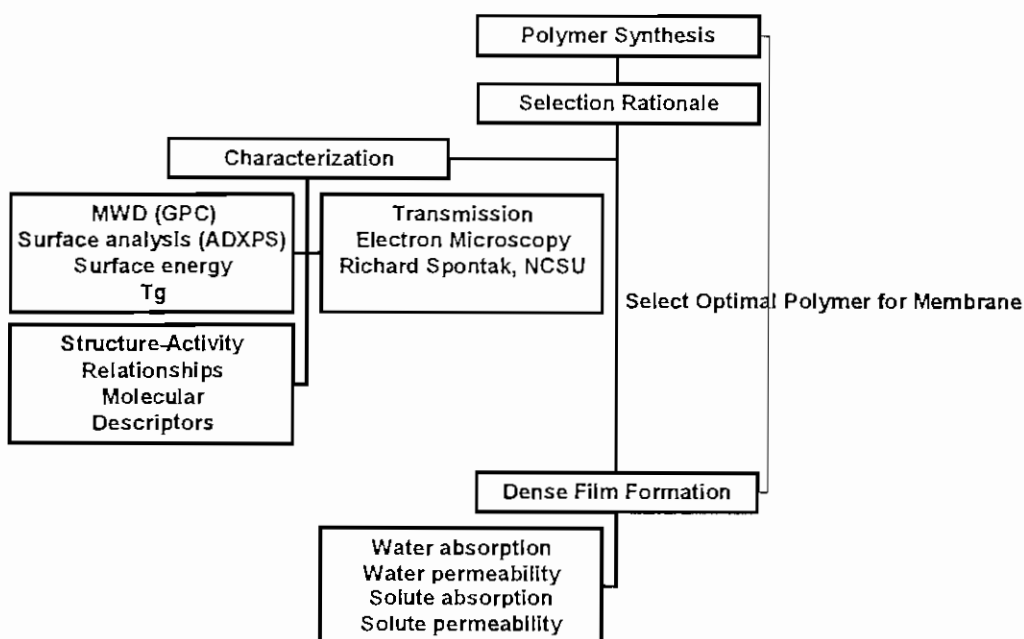 Polymer Synthesis
Selection Rationale
Characterization
MWD (GPC)
Surface analysis (ADXPS)
Surface energy
Tg
Transmission
Electron Microscopy
Richard Spontak, NCSU
Select Optimal Polymer for Membrane
Structure-Activity
Relationships
Molecular
Descriptors
Dense Film Formation
Water absorption
Water permeability
Solute absorption
Solute permeability